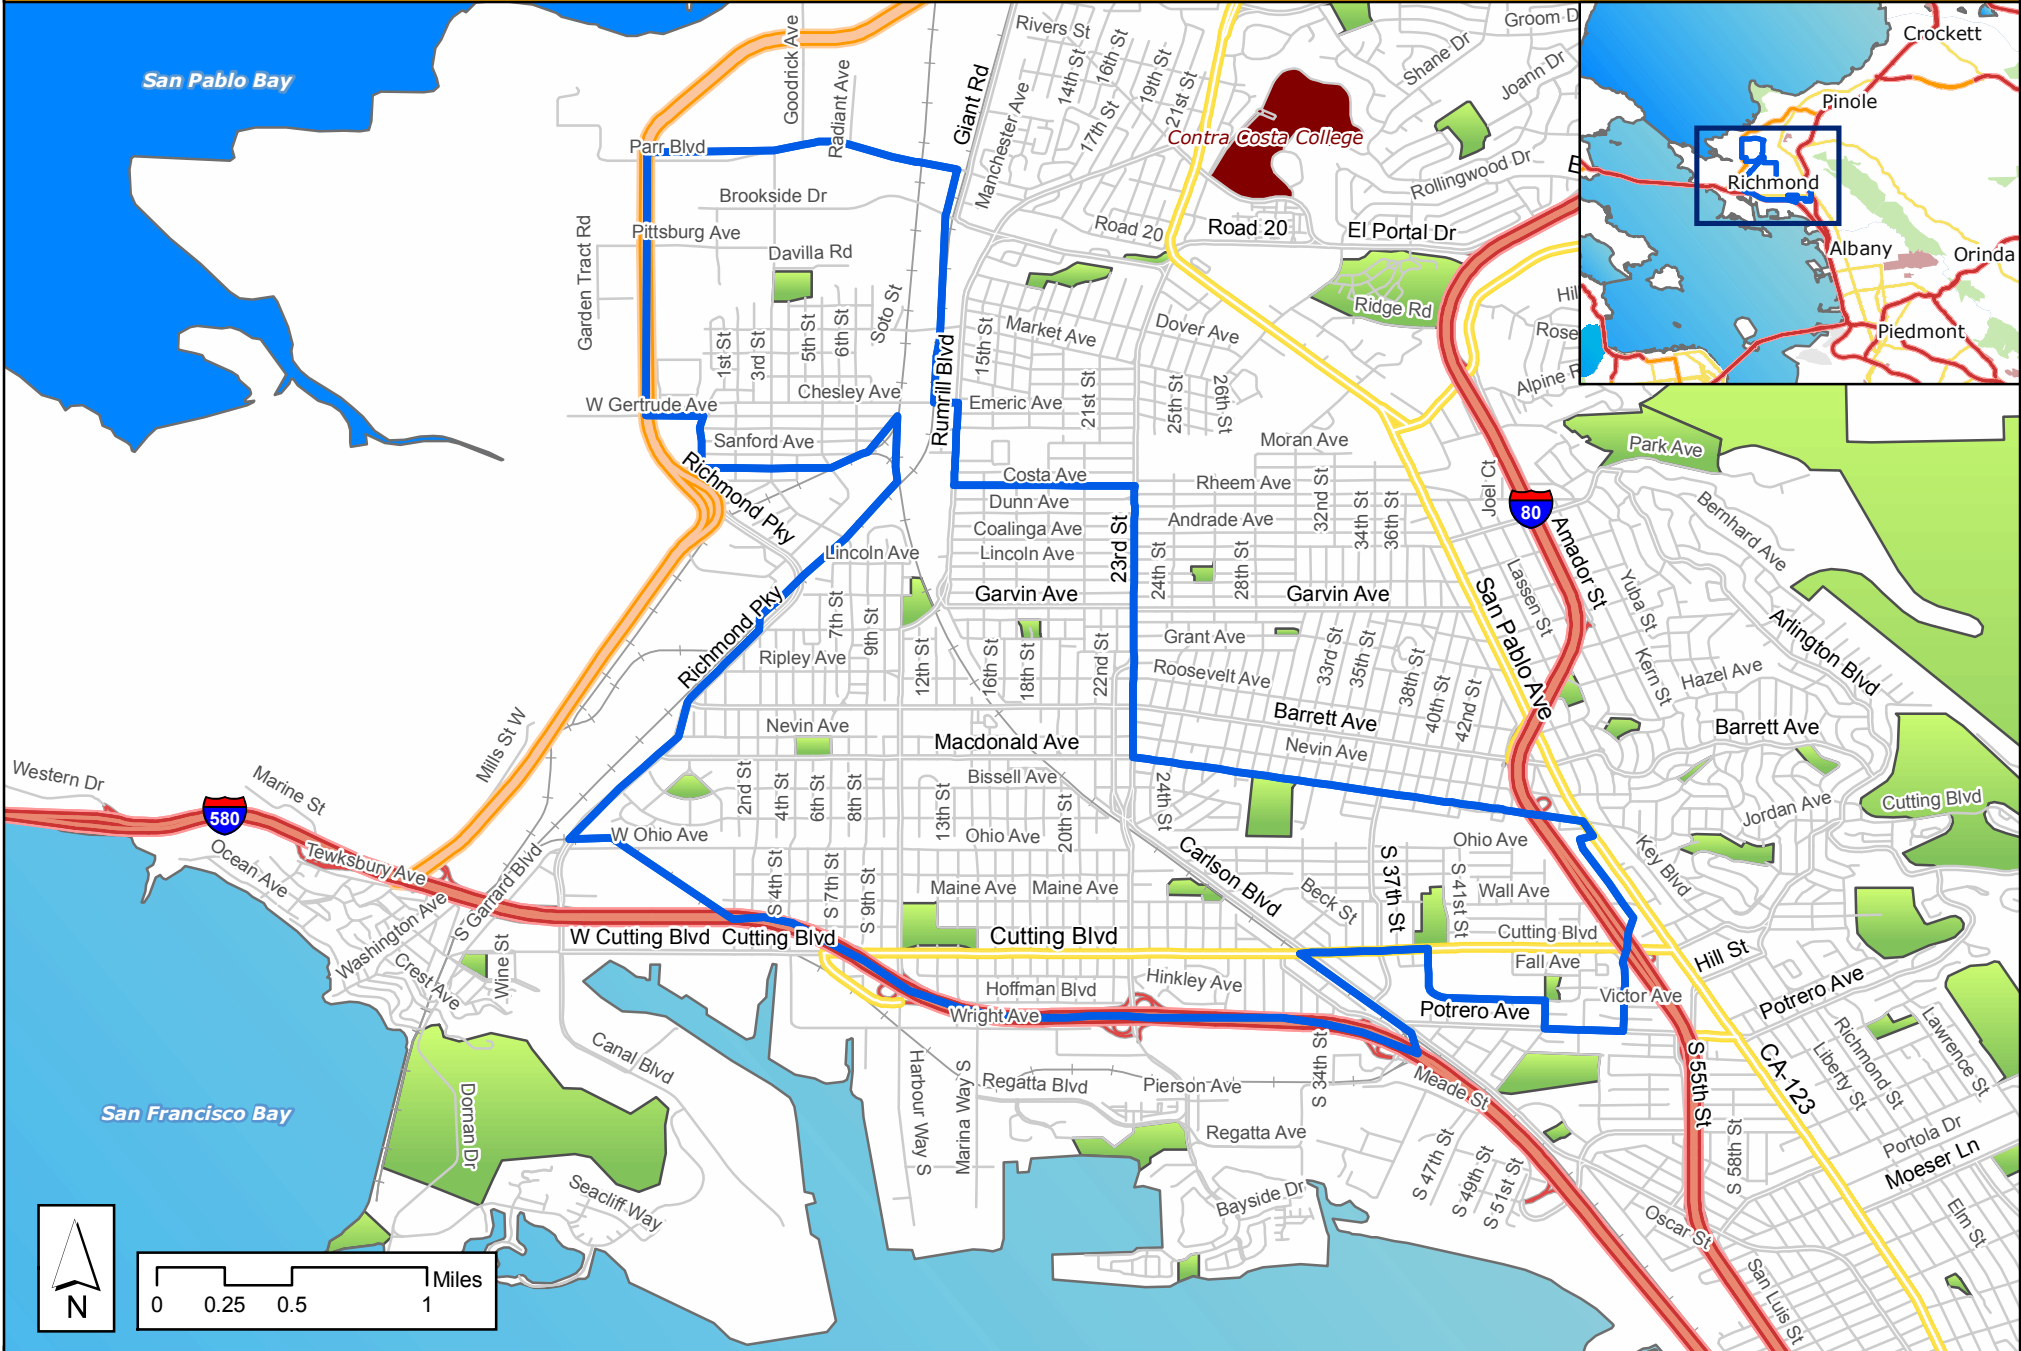 San Pablo Bay
Goodrick Ave
Radiant Ave
Giant Rd
Rivers St
14th St
16th St
19th St
21st St
17th St
Manchester Ave
Shane Dr
Groom D
Joann Dr
Contra Costa College
Rollingwood Dr
Crockett
Pinole
Richmond
Albany
Orinda
Piedmont
Parr Blvd
Brookside Dr
Pittsburg Ave
Davilla Rd
Garden Tract Rd
Road 20
Road 20
El Portal Dr
E
Ridge Rd
Hil
Rose
Alpine R
1st St
3rd St
5th St
6th St
Soto St
Rumrill Blvd
15th St
Market Ave
Dover Ave
21st St
25th St
26th St
Chesley Ave
W Gertrude Ave
Emeric Ave
Sanford Ave
Moran Ave
Park Ave
Richmond Pky
Costa Ave
Rheem Ave
32nd St
34th St
36th St
Joel Ct
80
Dunn Ave
Coalinga Ave
Lincoln Ave
Lincoln Ave
Andrade Ave
23rd St
24th St
28th St
Amador St
Bernhard Ave
Garvin Ave
Garvin Ave
Lassen St
Yuba St
San Pablo Ave
Richmond Pky
7th St
9th St
Ripley Ave
12th St
16th St
18th St
22nd St
Grant Ave
Roosevelt Ave
33rd St
35th St
38th St
40th St
42nd St
Kern St
Hazel Ave
Arlington Blvd
Barrett Ave
Barrett Ave
Nevin Ave
Nevin Ave
Macdonald Ave
Bissell Ave
Mills St W
Western Dr
Marine St
580
2nd St
4th St
6th St
8th St
13th St
20th St
24th St
W Ohio Ave
Ohio Ave
Ohio Ave
Jordan Ave
Cutting Blvd
Key Blvd
Ocean Ave
Tewksbury Ave
Washington Ave
S Garrard Blvd
Crest Ave
Wine St
S 4th St
S 7th St
S 9th St
Maine Ave
Maine Ave
Carlson Blvd
Beck St
S 37th St
S 41st St
Wall Ave
W Cutting Blvd
Cutting Blvd
Cutting Blvd
Cutting Blvd
Fall Ave
Hill St
Hinkley Ave
Hoffman Blvd
Wright Ave
Potrero Ave
Victor Ave
Potrero Ave
Canal Blvd
Dornan Dr
Seacliff Way
San Francisco Bay
Harbour Way S
Marina Way S
Regatta Blvd
Pierson Ave
Regatta Ave
S 34th St
Meade St
S 47th St
S 49th St
S 51st St
Bayside Dr
S 55th St
S 58th St
CA-123
Richmond St
Liberty St
Lawrence St
Portola Dr
Moeser Ln
Elm St
Oscar St
San Luis St
N
Miles
0 0.25 0.5 1